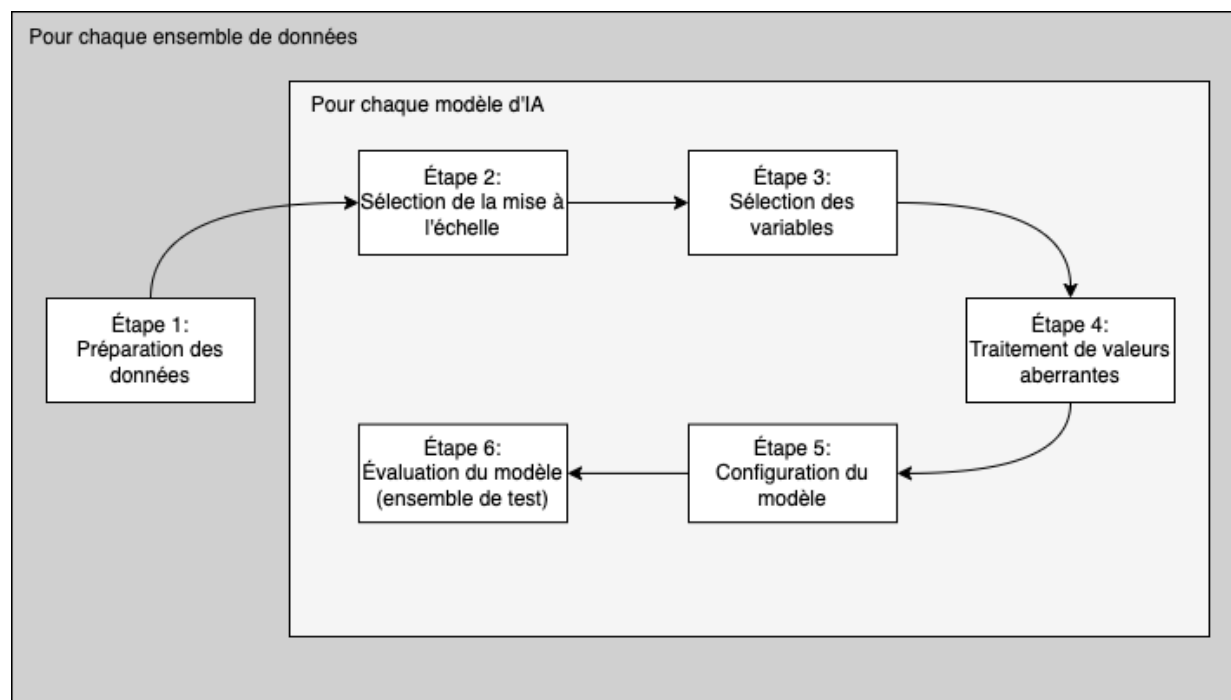 Pour chaque ensemble de données
Pour chaque modèle d'IA
Étape 1:
Préparation des
données
Étape 2:
Sélection de la mise à
l'échelle
Étape 3:
Sélection des
variables
Étape 4:
Traitement de valeurs
aberrantes
Étape 5:
Configuration du
modèle
Étape 6:
Évaluation du modèle
(ensemble de test)